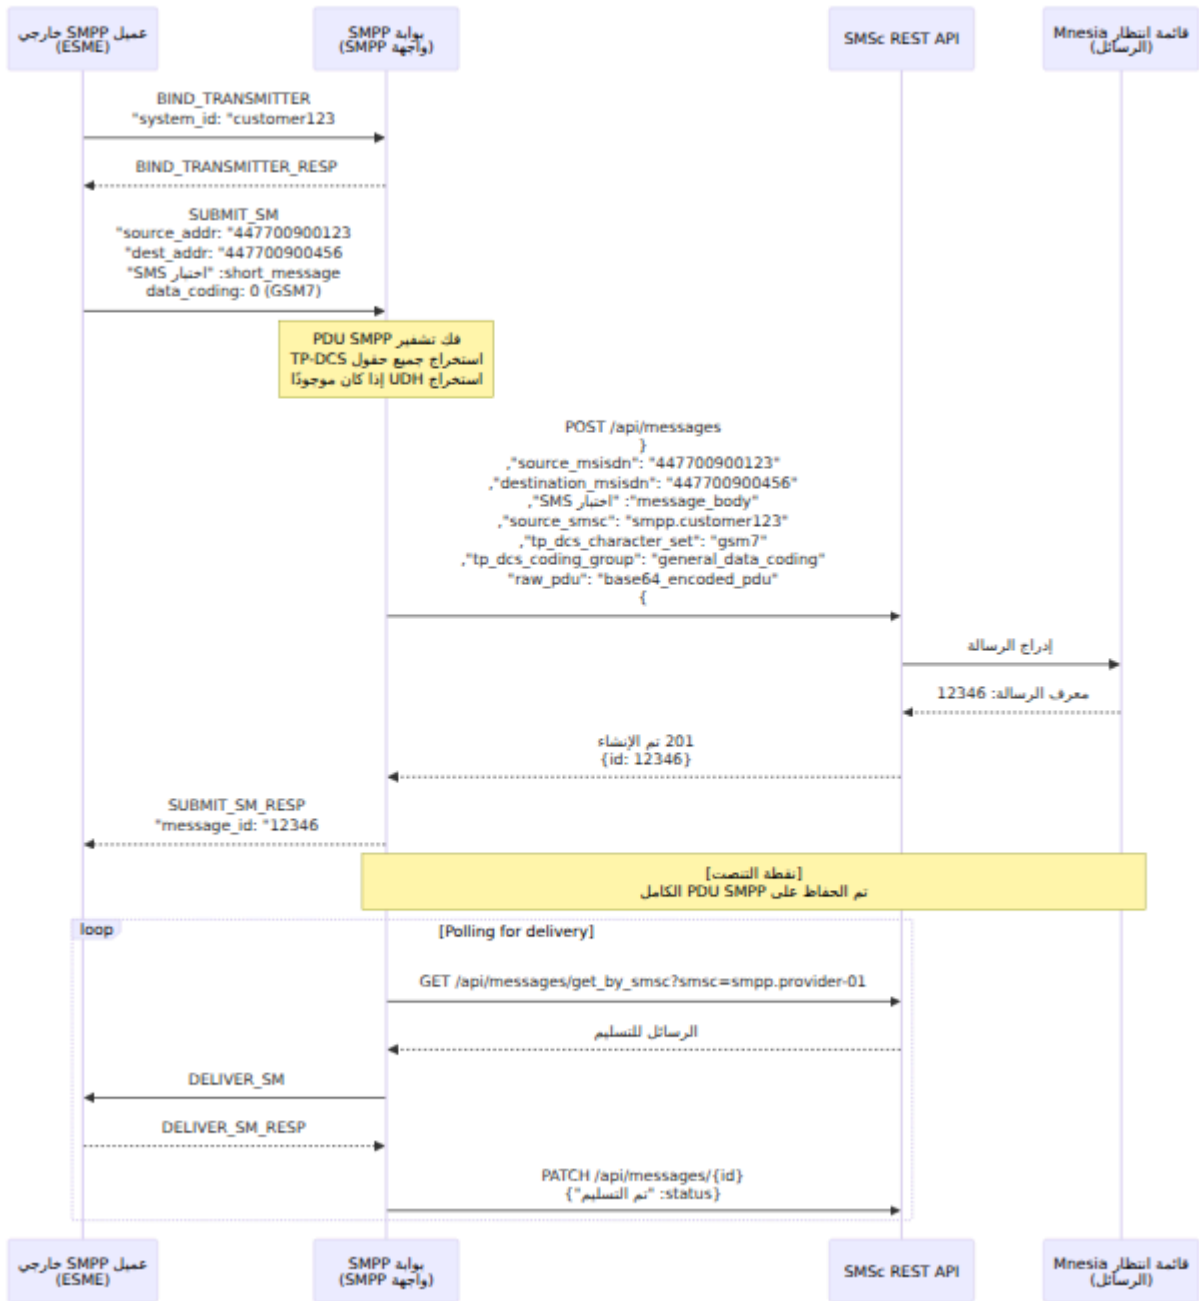 عميل SMPP خارجي
(ESME)
بوابة SMPP
(واجهة SMPP)
SMSc REST API
قائمة انتظار Mnesia
(الرسائل)
BIND_TRANSMITTER
"system_id: "customer123
BIND_TRANSMITTER_RESP
SUBMIT_SM
"source_addr: "447700900123
"dest_addr: "447700900456
short_message: "اختبار SMS"
data_coding: 0 (GSM7)
فك تشفير PDU SMPP
استخراج جميع حقول TP-DCS
استخراج UDH إذا كان موجودًا
POST /api/messages
}
,"source_msisdn": "447700900123"
,"destination_msisdn": "447700900456"
"message_body": "اختبار SMS",
,"source_smsc": "smpp.customer123"
,"tp_dcs_character_set": "gsm7"
,"tp_dcs_coding_group": "general_data_coding"
"raw_pdu": "base64_encoded_pdu"
{
إدراج الرسالة
معرف الرسالة: 12346
201 تم الإنشاء
{id: 12346}
SUBMIT_SM_RESP
"message_id: "12346
[نقطة التنصت]
تم الحفاظ على PDU SMPP الكامل
loop
[Polling for delivery]
GET /api/messages/get_by_smsc?smsc=smpp.provider-01
الرسائل للتسليم
DELIVER_SM
DELIVER_SM_RESP
PATCH /api/messages/{id}
{status: "تم التسليم"}
عميل SMPP خارجي
(ESME)
بوابة SMPP
(واجهة SMPP)
SMSc REST API
قائمة انتظار Mnesia
(الرسائل)